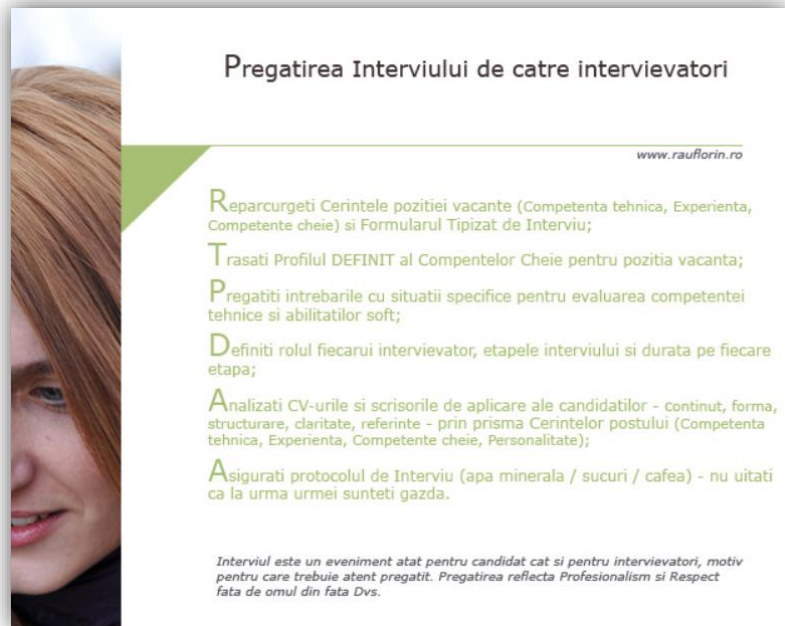 Pregatirea Interviului de catre intervievatori
www.rauflorin.ro
Reparcurgeti Cerintele pozitiei vacante (Competenta tehnica, Experienta,
Competente cheie) si Formularul Tipizat de Interviu;
Trasati Profilul DEFINIT al Compentelor Cheie pentru pozitia vacanta;
Pregatiti intrebarile cu situatii specifice pentru evaluarea competentei
tehnice si abilitatilor soft;
Definiti rolul fiecarui intervievator, etapele interviului si durata pe fiecare
etapa;
Analizati CV-urile si scrisorile de aplicare ale candidatilor - continut, forma,
structurare, claritate, referinte - prin prisma Cerintelor postului (Competenta
tehnica, Experienta, Competente cheie, Personalitate);
Asigurati protocolul de Interviu (apa minerala / sucuri / cafea) - nu uitati
ca la urma urmei sunteti gazda.
Interviul este un eveniment atat pentru candidat cat si pentru intervievatori, motiv
pentru care trebuie atent pregatit. Pregatirea reflecta Profesionalism si Respect
fata de omul din fata Dvs.